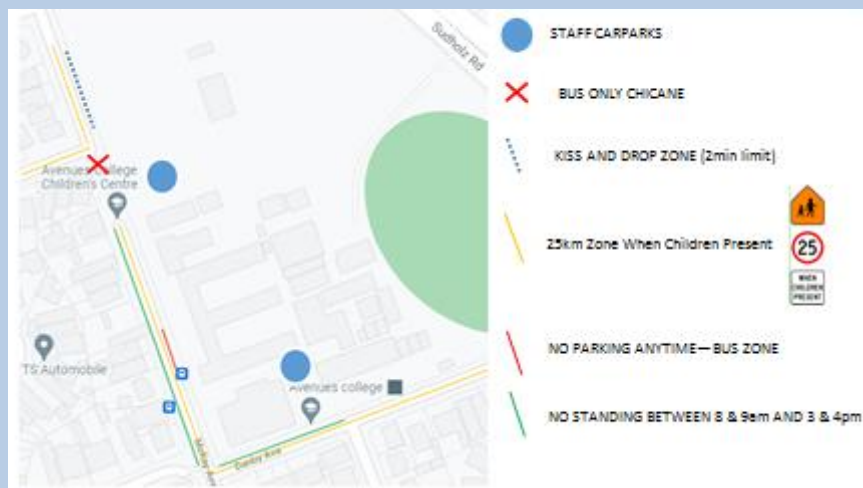 Sudholz Rd
Avenues College
Children's Centre
TS Automobile
Avenues college
McKay Ave
STAFF CARPARKS
BUS ONLY CHICANE
KISS AND DROP ZONE (2min limit)
25km Zone When Children Present
25
WHEN
CHILDREN
PRESENT
NO PARKING ANYTIME—BUS ZONE
NO STANDING BETWEEN 8 & 9am AND 3 & 4pm